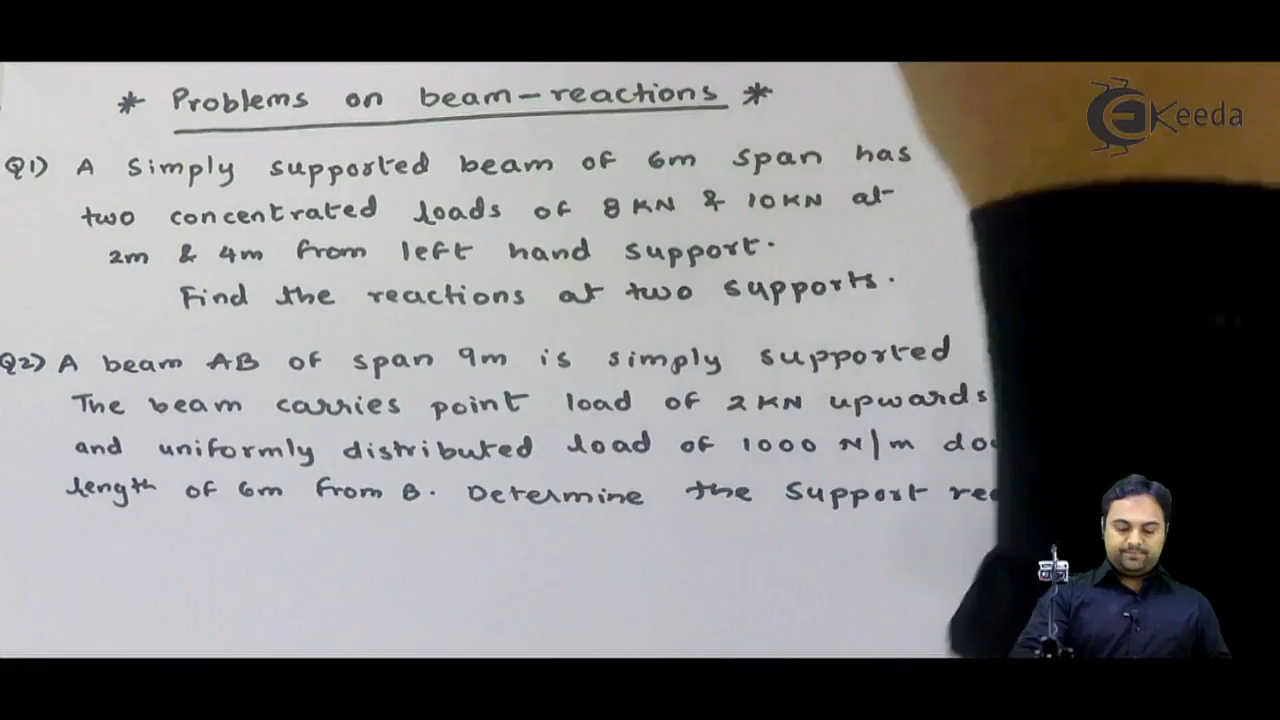 * Problems on beam-reactions *
EKeeda
Q1) A simply supported beam of 6m span has
two concentrated loads of 8 KN & 10 KN at
2m & 4m from left hand support.
Find the reactions at two supports.
Q2) A beam AB of span 9m is simply supported
The beam carries point load of 2 KN upwards
and uniformly distributed load of 1000 N/m
length of 6m from B. Determine the support